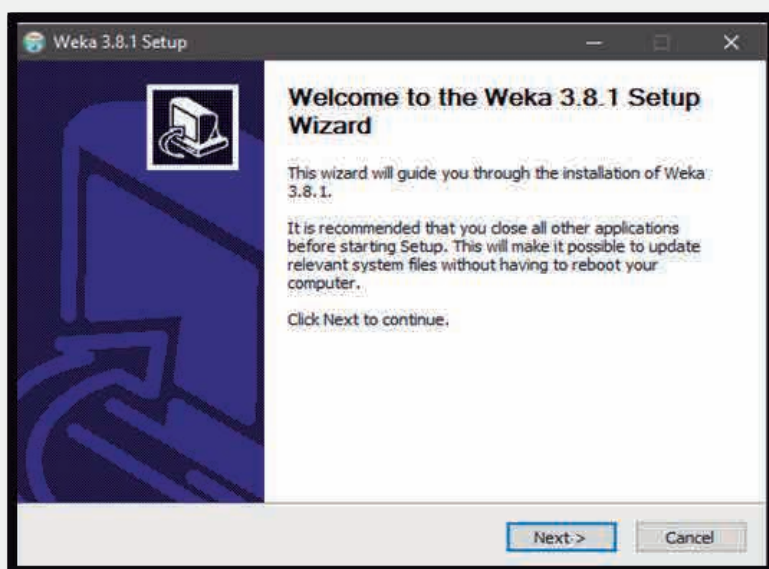 Weka 3.8.1 Setup
Welcome to the Weka 3.8.1 Setup
Wizard
This wizard will guide you through the installation of Weka
3.8.1.
It is recommended that you close all other applications
before starting Setup. This will make it possible to update
relevant system files without having to reboot your
computer.
Click Next to continue.
Next >
Cancel